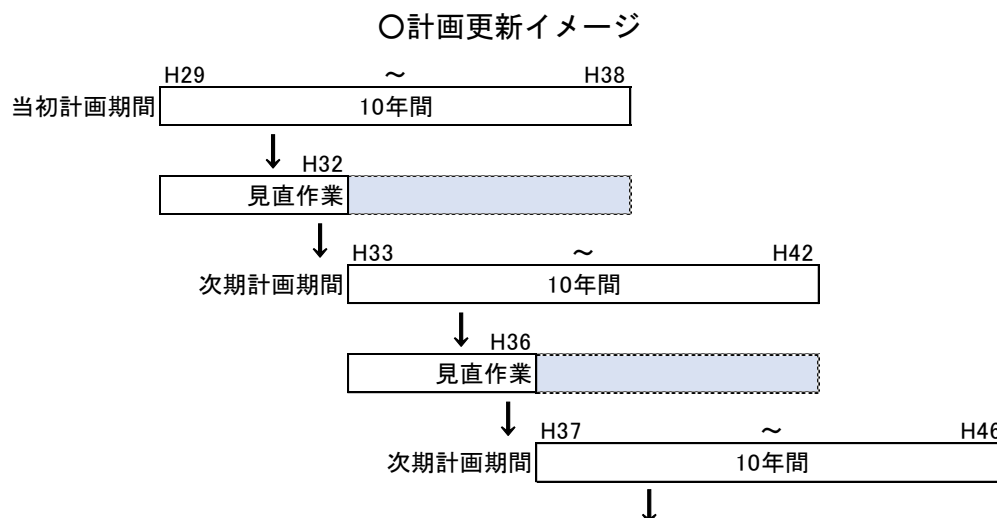 〇計画更新イメージ
H29 ～ H38
当初計画期間 10年間
H32
見直作業
H33 ～ H42
次期計画期間 10年間
H36
見直作業
H37 ～ H46
次期計画期間 10年間